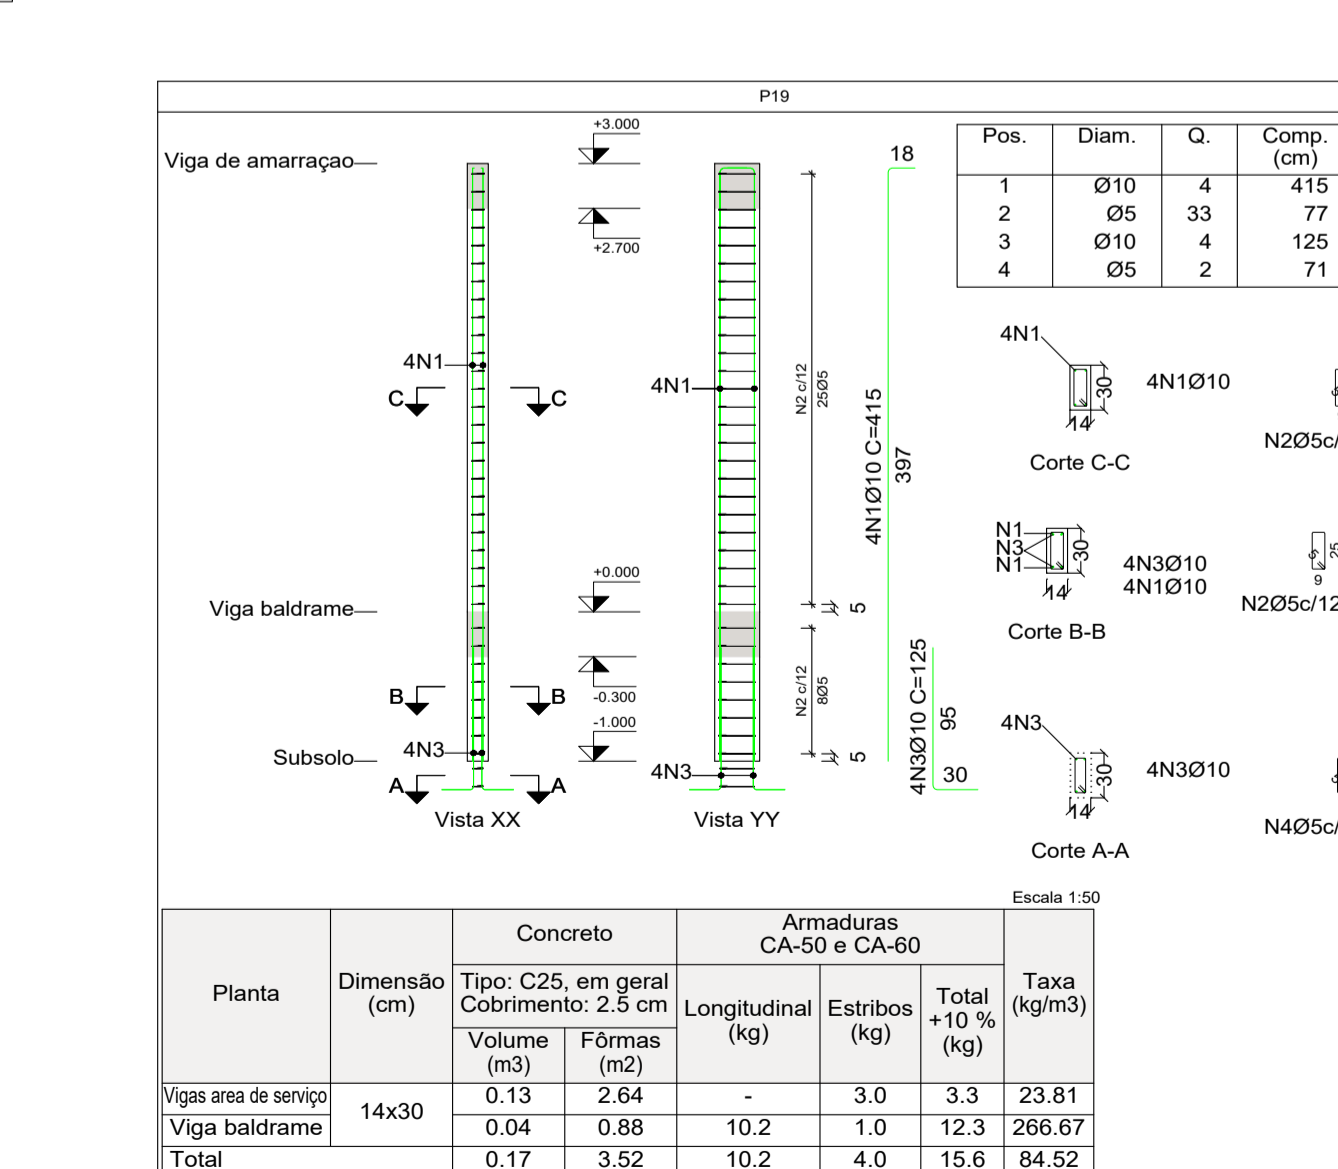 P19
Viga de amarraçao
+3.000
+2.700
4N1
C
C
4N1
N2 c/12
25Ø5
18
4N1Ø10 C=415
397
Viga baldrame
+0.000
-0.300
5
B
B
N2 c/12
8Ø5
Subsolo
-1.000
4N3
5
A
A
4N3
4N3Ø10 C=125
95
30
Vista XX
Vista YY
Pos. Diam. Q. Comp. (cm)
1 Ø10 4 415
2 Ø5 33 77
3 Ø10 4 125
4 Ø5 2 71
4N1
30
14
4N1Ø10
Corte C-C
N2Ø5c/
N1
N3
N1
30
14
4N3Ø10
4N1Ø10
Corte B-B
25
9
N2Ø5c/12
4N3
30
14
4N3Ø10
Corte A-A
N4Ø5c/
Escala 1:50
Planta
Dimensão
(cm)
Concreto
Tipo: C25, em geral
Cobrimento: 2.5 cm
Volume
(m3)
Fôrmas
(m2)
Armaduras
CA-50 e CA-60
Longitudinal
(kg)
Estribos
(kg)
Total
+10 %
(kg)
Taxa
(kg/m3)
Vigas area de serviço 14x30 0.13 2.64 - 3.0 3.3 23.81
Viga baldrame 0.04 0.88 10.2 1.0 12.3 266.67
Total 0.17 3.52 10.2 4.0 15.6 84.52